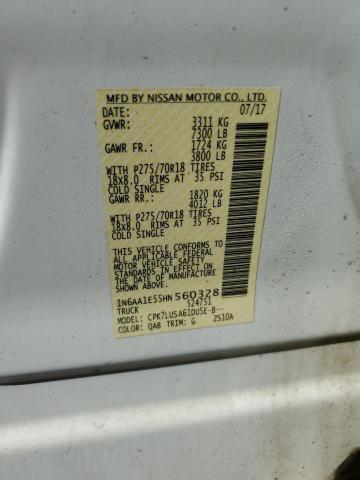 MFD BY NISSAN MOTOR CO., LTD.
DATE: 07/17
GVWR: 3311 KG
7300 LB
GAWR FR.: 1724 KG
3800 LB
WITH P275/70R18 TIRES
18x8.0 RIMS AT 35 PSI
COLD SINGLE
GAWR RR.: 1820 KG
4012 LB
WITH P275/70R18 TIRES
18x8.0 RIMS AT 35 PSI
COLD SINGLE
THIS VEHICLE CONFORMS
TO ALL APPLICABLE FEDERAL
MOTOR VEHICLE SAFETY
STANDARDS IN EFFECT ON
THE DATE OF MANUFACTURE
SHOWN ABOVE.
1N6AA1E55HN560328
TRUCK 524751
MODEL: CPK7LUSA61DU5E-B--
COLOR: QAB TRIM: G ZS10A